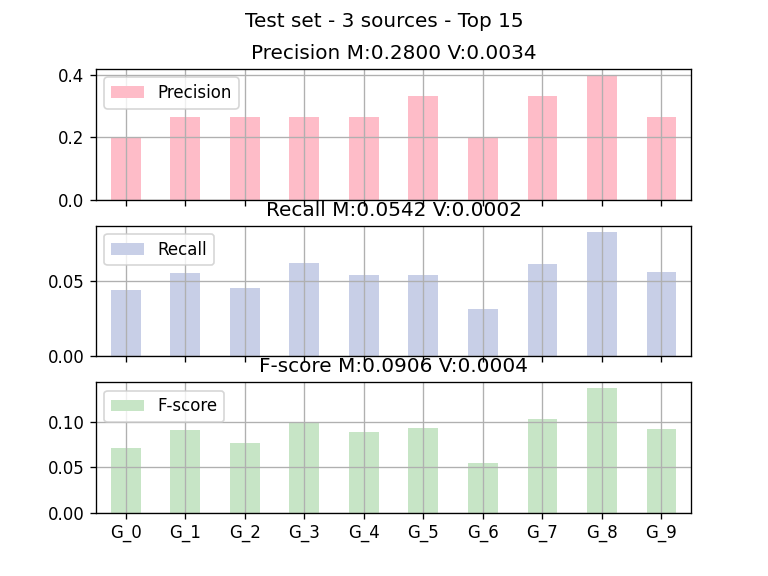 Test set - 3 sources - Top 15
Precision M:0.2800 V:0.0034
0.4
Precision
0.2
0.0
Recall M:0.0542 V:0.0002
Recall
0.05
0.00
F-score M:0.0906 V:0.0004
F-score
0.10
0.05
0.00
G_0 G_1 G_2 G_3 G_4 G_5 G_6 G_7 G_8 G_9